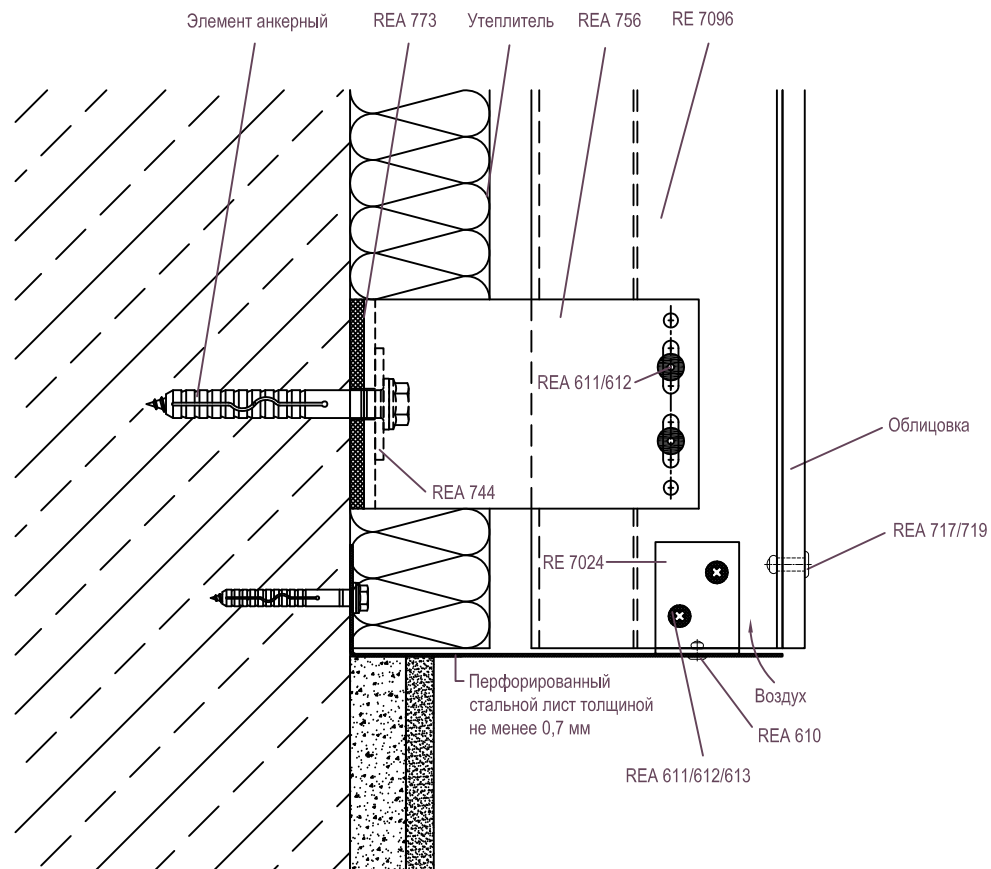 Элемент анкерный
REA 773
Утеплитель
REA 756
RE 7096
REA 611/612
Облицовка
REA 744
REA 717/719
RE 7024
Перфорированный
стальной лист толщиной
не менее 0,7 мм
Воздух
REA 610
REA 611/612/613